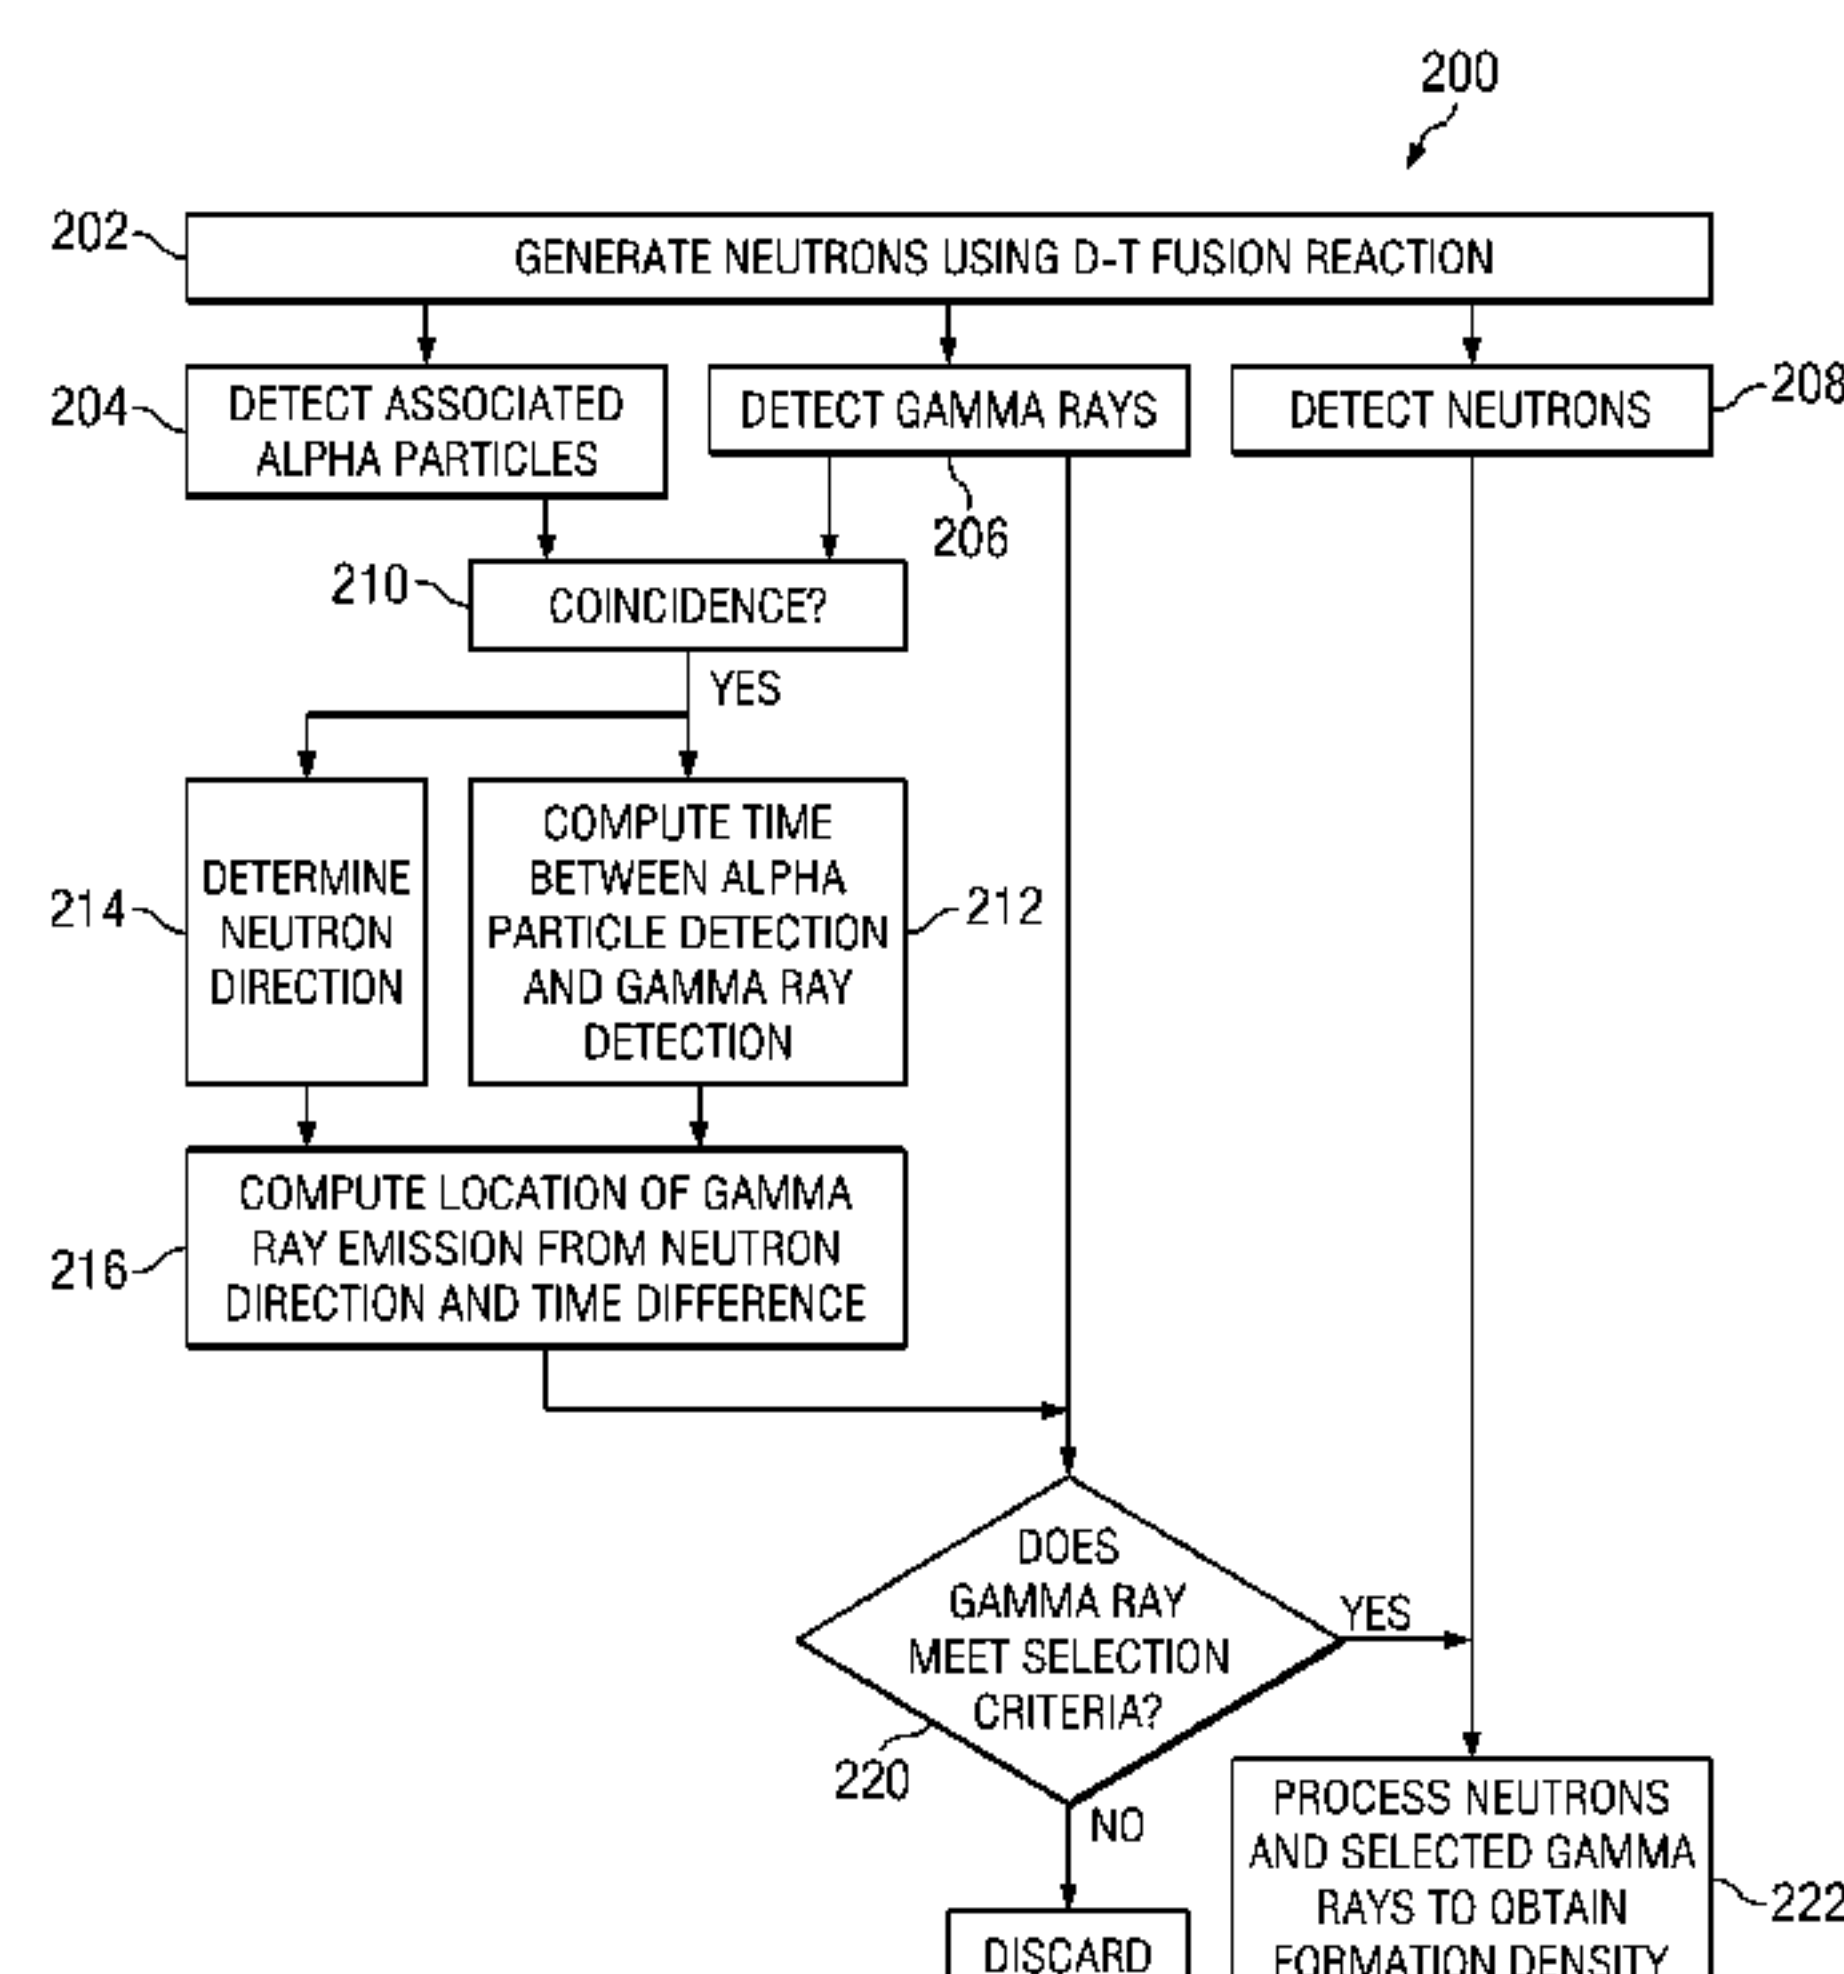 200
202
GENERATE NEUTRONS USING D-T FUSION REACTION
204
DETECT ASSOCIATED
ALPHA PARTICLES
DETECT GAMMA RAYS
206
DETECT NEUTRONS
208
210
COINCIDENCE?
YES
214
DETERMINE
NEUTRON
DIRECTION
COMPUTE TIME
BETWEEN ALPHA
PARTICLE DETECTION
AND GAMMA RAY
DETECTION
212
216
COMPUTE LOCATION OF GAMMA
RAY EMISSION FROM NEUTRON
DIRECTION AND TIME DIFFERENCE
DOES
GAMMA RAY
MEET SELECTION
CRITERIA?
YES
220
NO
DISCARD
PROCESS NEUTRONS
AND SELECTED GAMMA
RAYS TO OBTAIN
FORMATION DENSITY
222